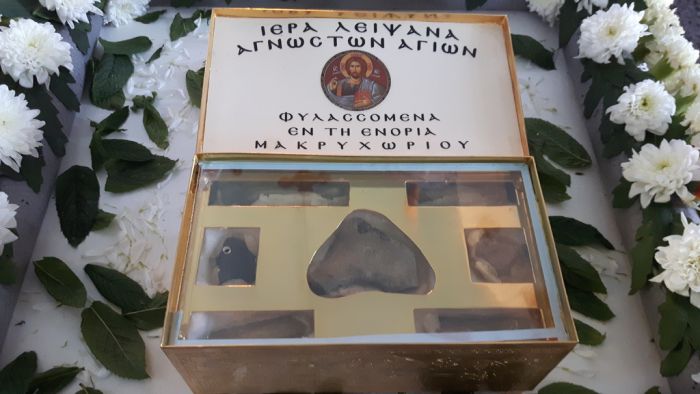 ΙΕΡΑ ΛΕΙΨΑΝΑ
ΑΓΝΩΣΤΩΝ ΑΓΙΩΝ
ΦΥΛΑΣΣΟΜΕΝΑ
ΕΝ ΤΗ ΕΝΟΡΙΑ
ΜΑΚΡΥΧΩΡΙΟΥ